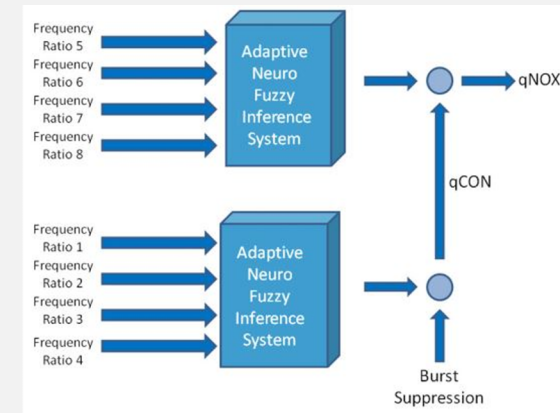 Frequency
Ratio 5
Frequency
Ratio 6
Frequency
Ratio 7
Frequency
Ratio 8
Adaptive
Neuro
Fuzzy
Inference
System
qNOX
qCON
Frequency
Ratio 1
Frequency
Ratio 2
Frequency
Ratio 3
Frequency
Ratio 4
Adaptive
Neuro
Fuzzy
Inference
System
Burst
Suppression